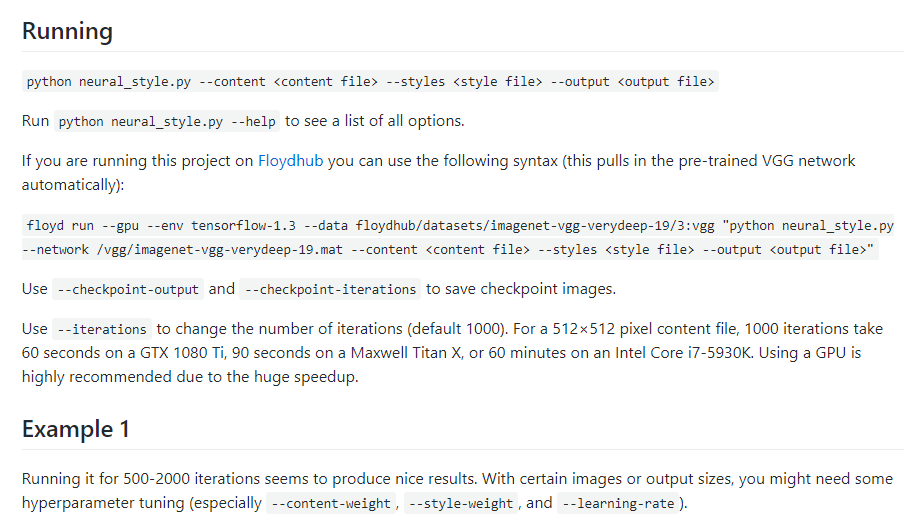 Running
python neural_style.py --content <content file> --styles <style file> --output <output file>
Run python neural_style.py --help to see a list of all options.
If you are running this project on Floydhub you can use the following syntax (this pulls in the pre-trained VGG network
automatically):
floyd run --gpu --env tensorflow-1.3 --data floydhub/datasets/imagenet-vgg-verydeep-19/3:vgg "python neural_style.py
--network /vgg/imagenet-vgg-verydeep-19.mat --content <content file> --styles <style file> --output <output file>"
Use --checkpoint-output and --checkpoint-iterations to save checkpoint images.
Use --iterations to change the number of iterations (default 1000). For a 512×512 pixel content file, 1000 iterations take
60 seconds on a GTX 1080 Ti, 90 seconds on a Maxwell Titan X, or 60 minutes on an Intel Core i7-5930K. Using a GPU is
highly recommended due to the huge speedup.
Example 1
Running it for 500-2000 iterations seems to produce nice results. With certain images or output sizes, you might need some
hyperparameter tuning (especially --content-weight, --style-weight, and --learning-rate).